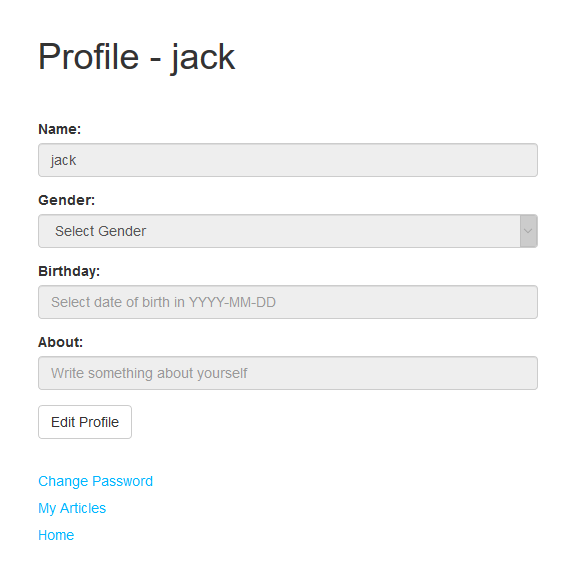 Profile - jack
Name:
jack
Gender:
Select Gender
Birthday:
Select date of birth in YYYY-MM-DD
About:
Write something about yourself
Edit Profile
Change Password
My Articles
Home